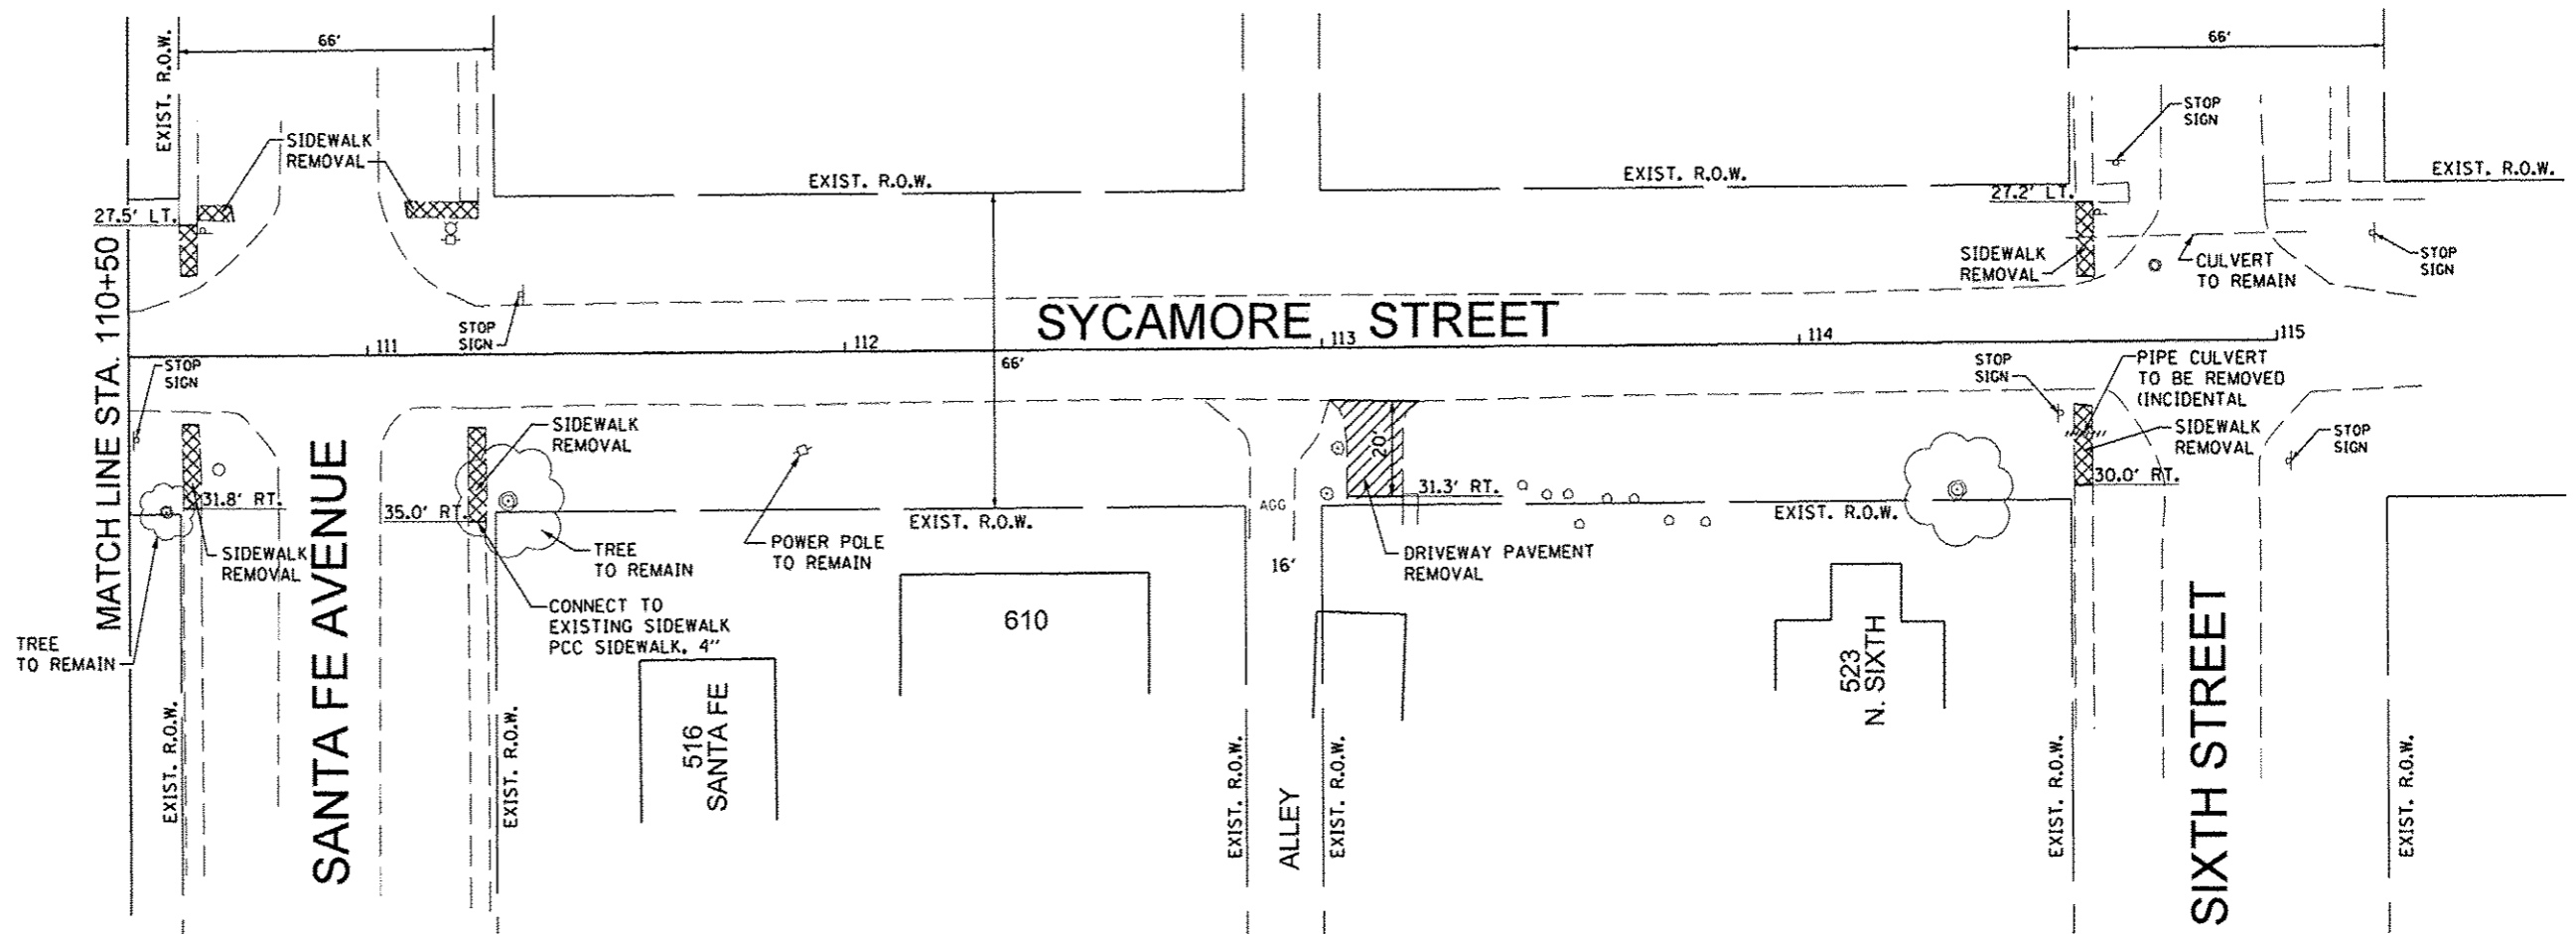 66'
66'
EXIST. R.O.W.
STOP
SIGN
SIDEWALK
REMOVAL
EXIST. R.O.W.
EXIST. R.O.W.
EXIST. R.O.W.
27.5' LT.
27.2' LT.
SIDEWALK
REMOVAL
CULVERT
TO REMAIN
STOP
SIGN
MATCH LINE STA. 110+50
STOP
SIGN
SYCAMORE STREET
111
112
113
114
115
STOP
SIGN
66'
STOP
SIGN
PIPE CULVERT
TO BE REMOVED
(INCIDENTAL
SIDEWALK
REMOVAL
SIDEWALK
REMOVAL
STOP
SIGN
20'
31.8' RT.
35.0' RT.
31.3' RT.
30.0' RT.
AGG
EXIST. R.O.W.
EXIST. R.O.W.
SIDEWALK
REMOVAL
TREE
TO REMAIN
POWER POLE
TO REMAIN
DRIVEWAY PAVEMENT
REMOVAL
16'
CONNECT TO
EXISTING SIDEWALK
PCC SIDEWALK, 4"
610
TREE
TO REMAIN
SANTA FE AVENUE
516
SANTA FE
523
N. SIXTH
SIXTH STREET
EXIST. R.O.W.
EXIST. R.O.W.
EXIST. R.O.W.
ALLEY
EXIST. R.O.W.
EXIST. R.O.W.
EXIST. R.O.W.